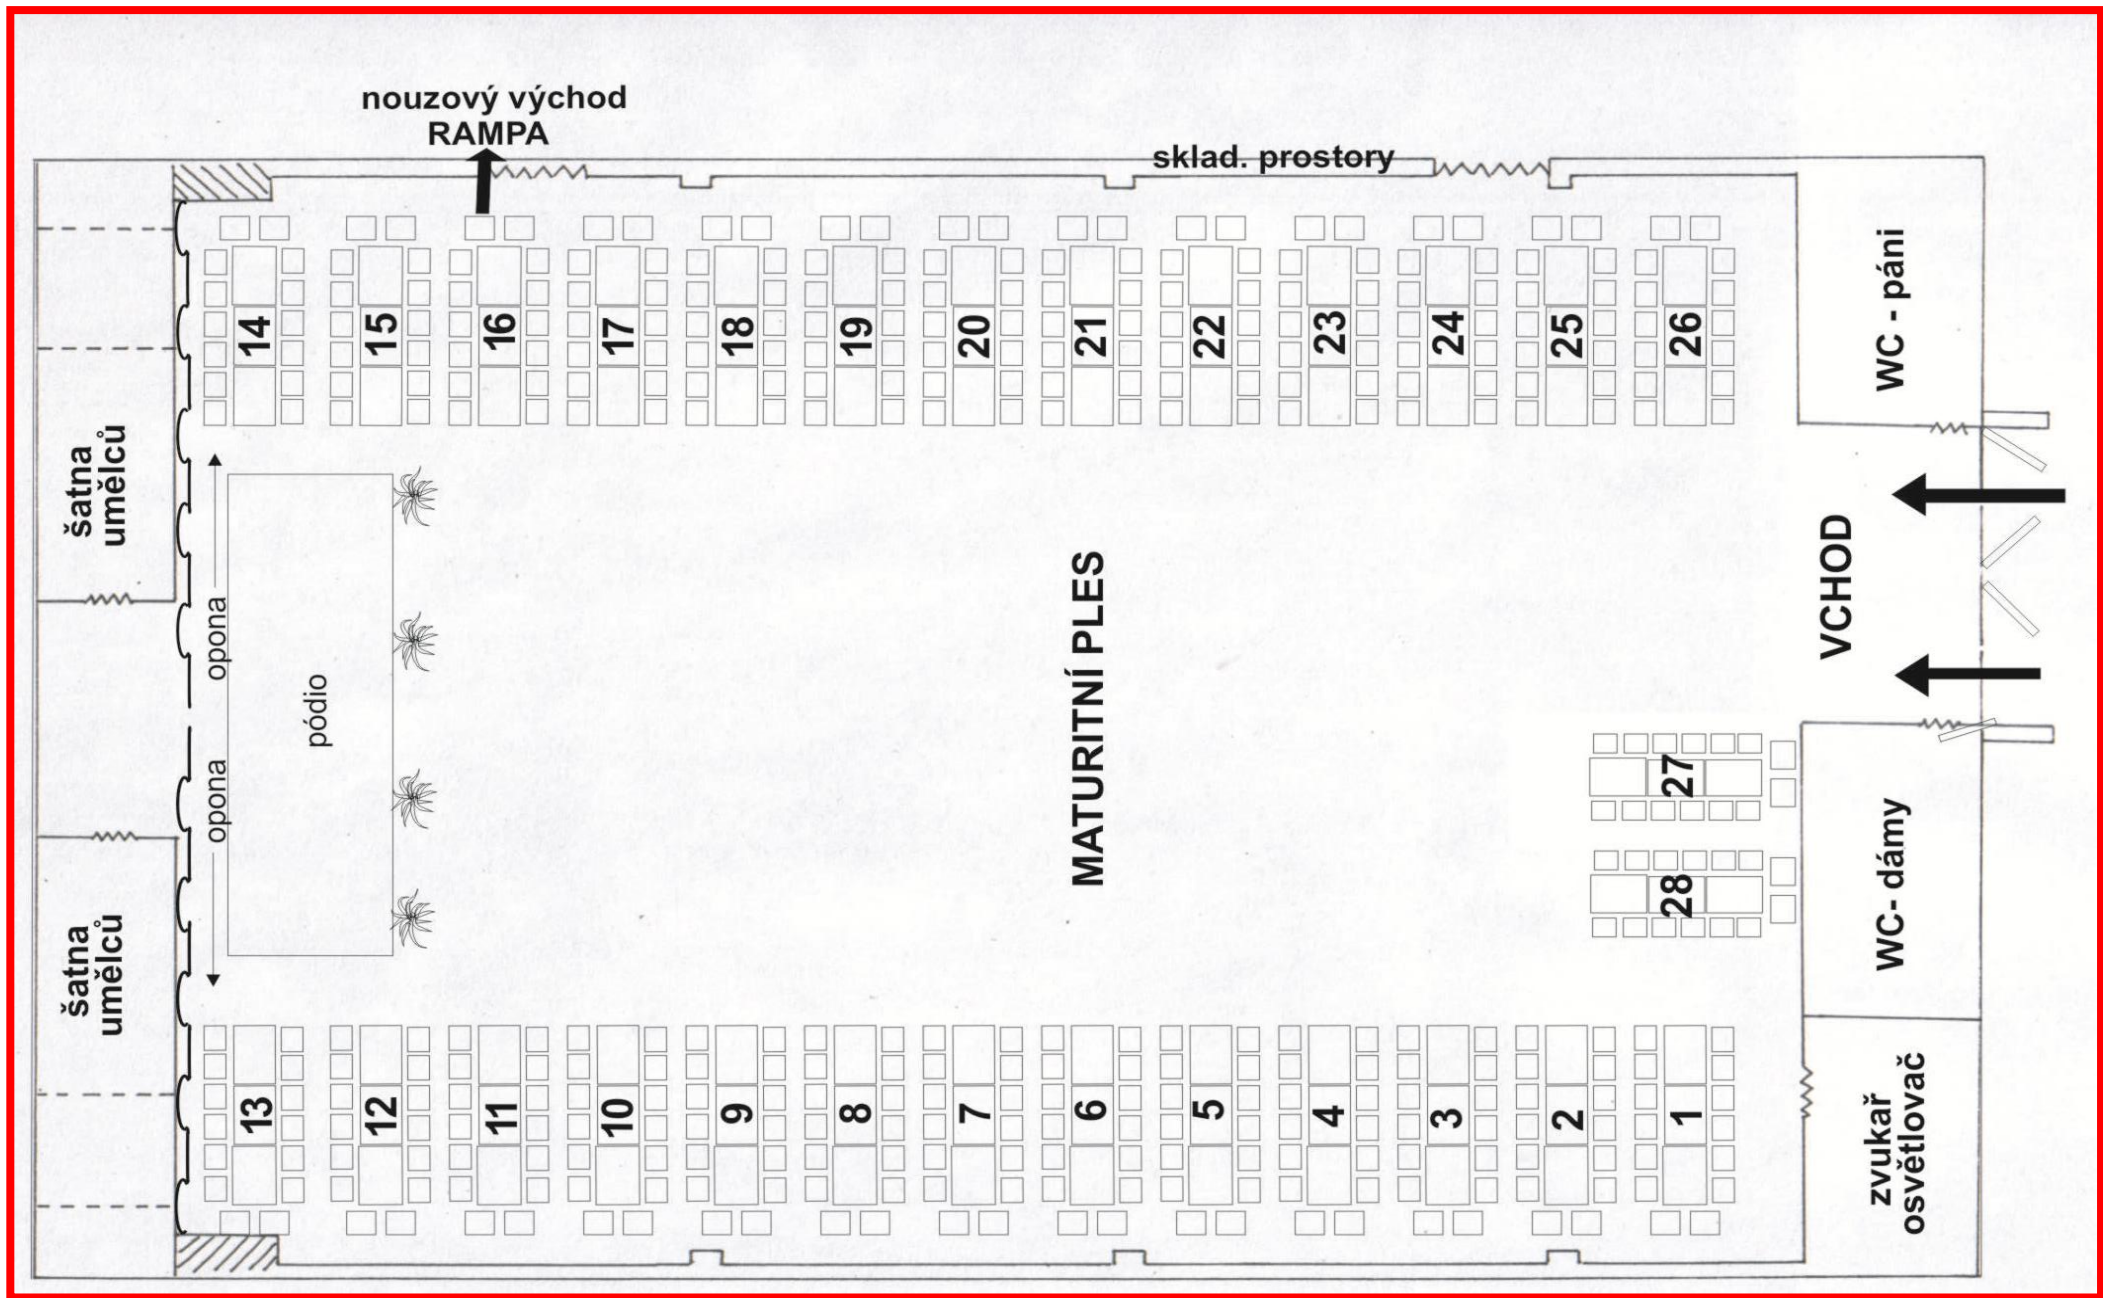 nouzový východ
RAMPA
sklad. prostory
14
15
16
17
18
19
20
21
22
23
24
25
26
WC - páni
šatna
umělců
opona
opona
pódio
MATURITNÍ PLES
VCHOD
27
28
WC- dámy
šatna
umělců
13
12
11
10
9
8
7
6
5
4
3
2
1
zvukař
osvětlovač